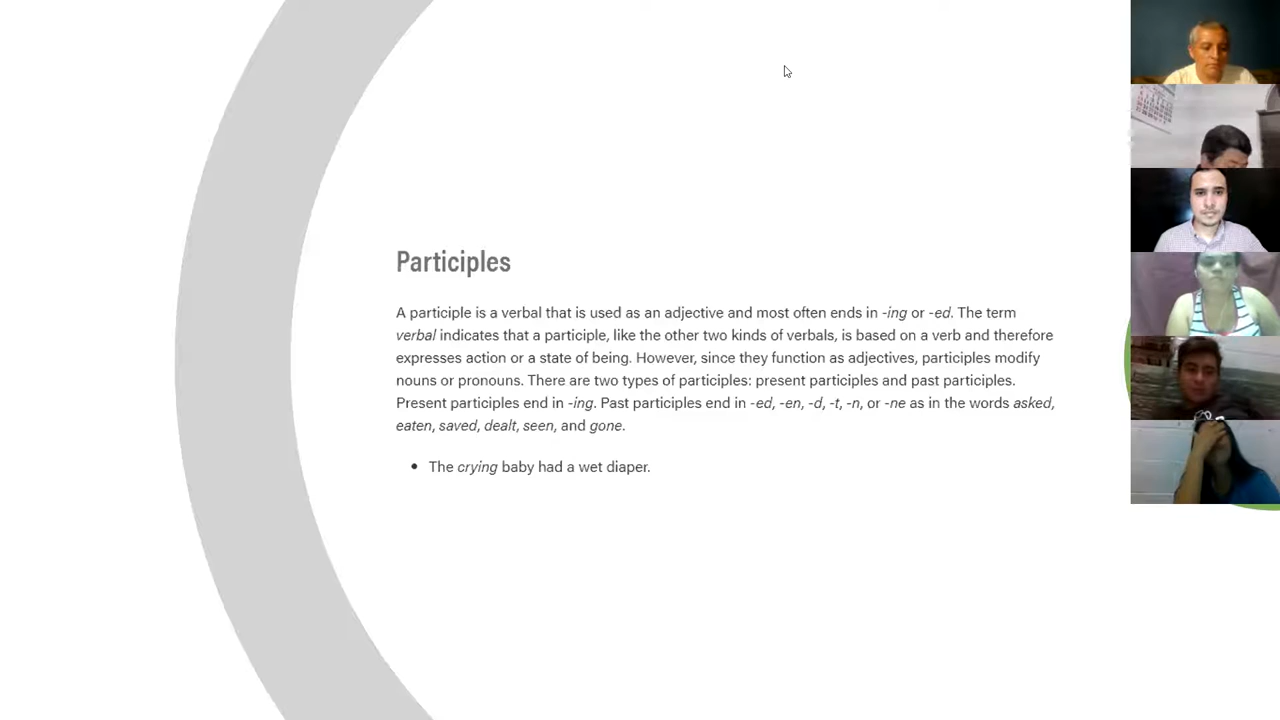 Participles
A participle is a verbal that is used as an adjective and most often ends in -ing or -ed. The term
verbal indicates that a participle, like the other two kinds of verbals, is based on a verb and therefore
expresses action or a state of being. However, since they function as adjectives, participles modify
nouns or pronouns. There are two types of participles: present participles and past participles.
Present participles end in -ing. Past participles end in -ed, -en, -d, -t, -n, or -ne as in the words asked,
eaten, saved, dealt, seen, and gone.
• The crying baby had a wet diaper.